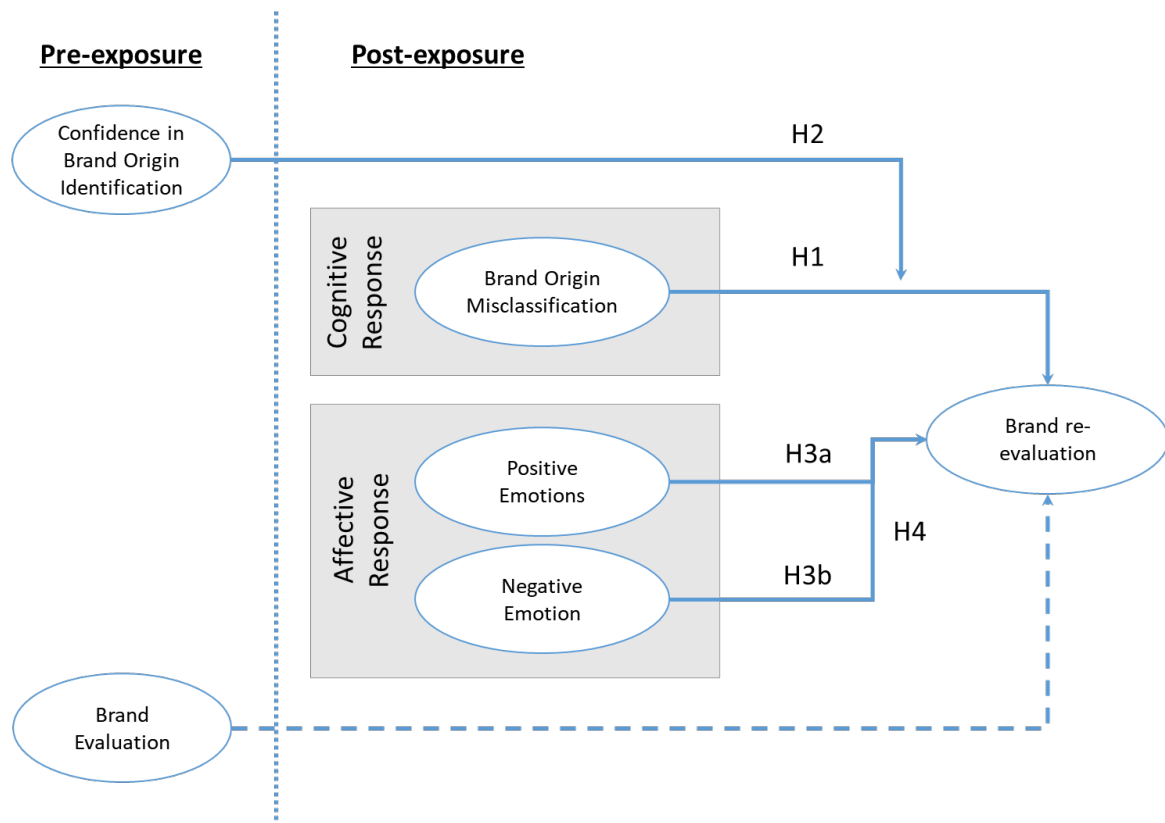 Pre-exposure
Post-exposure
Confidence in
Brand Origin
Identification
H2
Cognitive
Response
Brand Origin
Misclassification
H1
Affective
Response
Positive
Emotions
H3a
Negative
Emotion
H3b
H4
Brand re-
evaluation
Brand
Evaluation